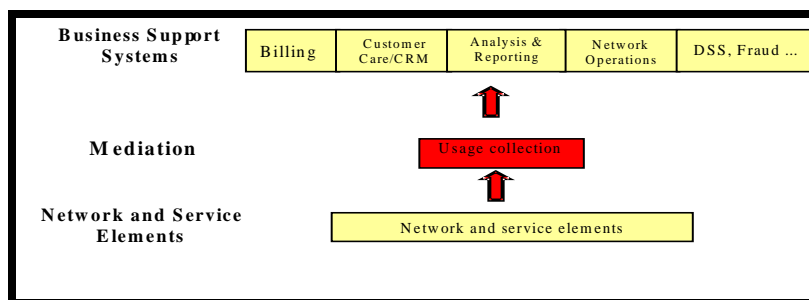 Business Support
Systems
Billing
Customer
Care/CRM
Analysis &
Reporting
Network
Operations
DSS, Fraud ...
Mediation
Usage collection
Network and Service
Elements
Network and service elements